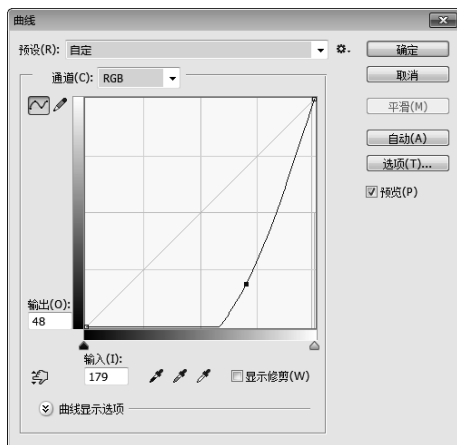 曲线
预设(R): 自定
确定
取消
平滑(M)
自动(A)
选项(T)...
预览(P)
通道(C): RGB
输出(O):
48
输入(I):
179
显示修剪(W)
曲线显示选项